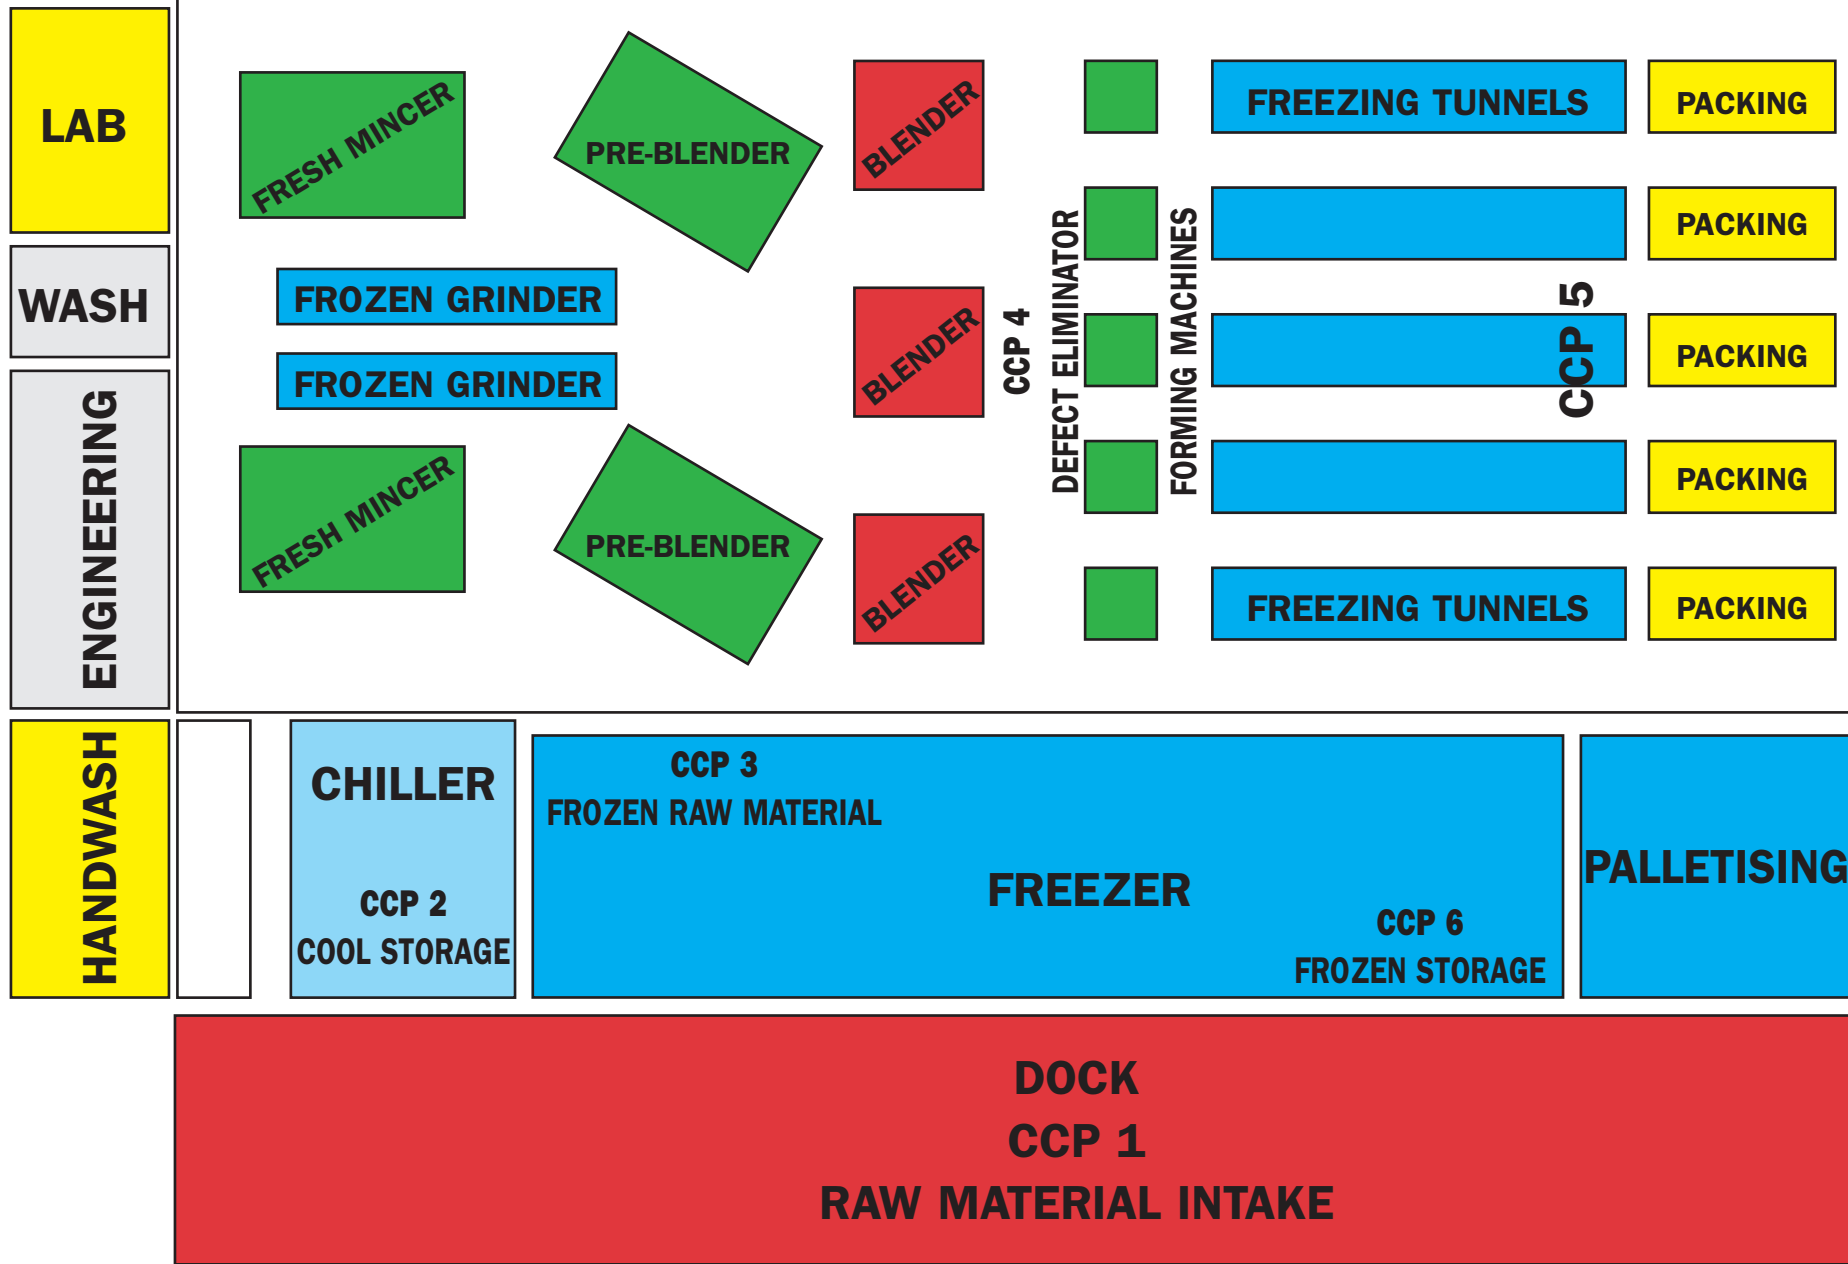 LAB
WASH
ENGINEERING
HANDWASH
FRESH MINCER
PRE-BLENDER
BLENDER
FREEZING TUNNELS
PACKING
PACKING
FROZEN GRINDER
FROZEN GRINDER
BLENDER
CCP 4
DEFECT ELIMINATOR
FORMING MACHINES
CCP 5
PACKING
FRESH MINCER
PRE-BLENDER
BLENDER
PACKING
FREEZING TUNNELS
PACKING
CHILLER
CCP 2
COOL STORAGE
CCP 3
FROZEN RAW MATERIAL
FREEZER
CCP 6
FROZEN STORAGE
PALLETISING
DOCK
CCP 1
RAW MATERIAL INTAKE